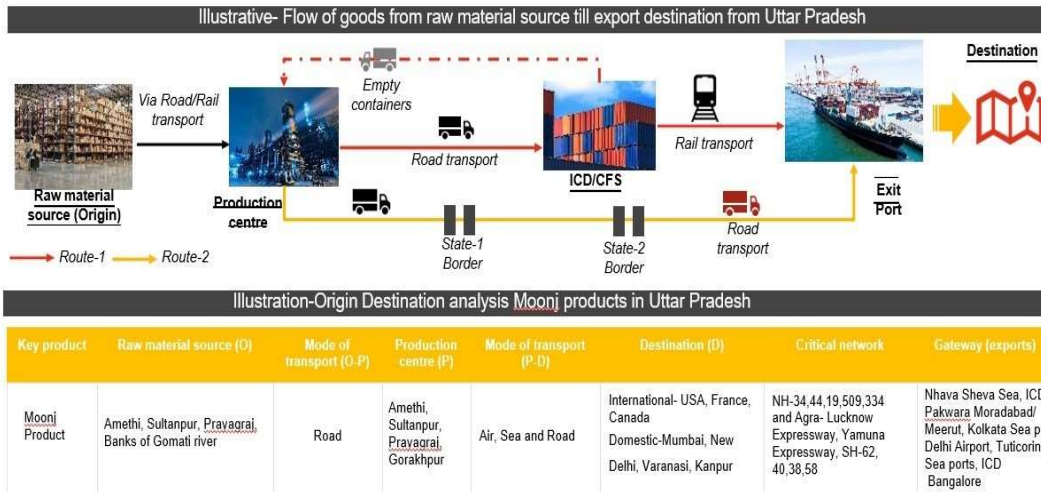 Illustrative- Flow of goods from raw material source till export destination from Uttar Pradesh
Destination
Empty
containers
Via Road/Rail
transport
Road transport
Rail transport
ICD/CFS
Raw material
source (Origin)
Production
centre
Exit
Port
State-1
Border
State-2
Border
Road
transport
Route-1
Route-2
Illustration-Origin Destination analysis Moonj products in Uttar Pradesh
Key product
Raw material source (O)
Mode of
transport (O-P)
Production
centre (P)
Mode of transport
(P-D)
Destination (D)
Critical network
Gateway (exports)
Moonj
Product
Amethi, Sultanpur, Prayagraj,
Banks of Gomati river
Road
Amethi,
Sultanpur,
Prayagraj,
Gorakhpur
Air, Sea and Road
International- USA, France,
Canada
Domestic-Mumbai, New
Delhi, Varanasi, Kanpur
NH-34,44,19,509,334
and Agra- Lucknow
Expressway, Yamuna
Expressway, SH-62,
40,38,58
Nhava Sheva Sea, ICD
Pakwara Moradabad/
Meerut, Kolkata Sea p
Delhi Airport, Tuticorin
Sea ports, ICD
Bangalore